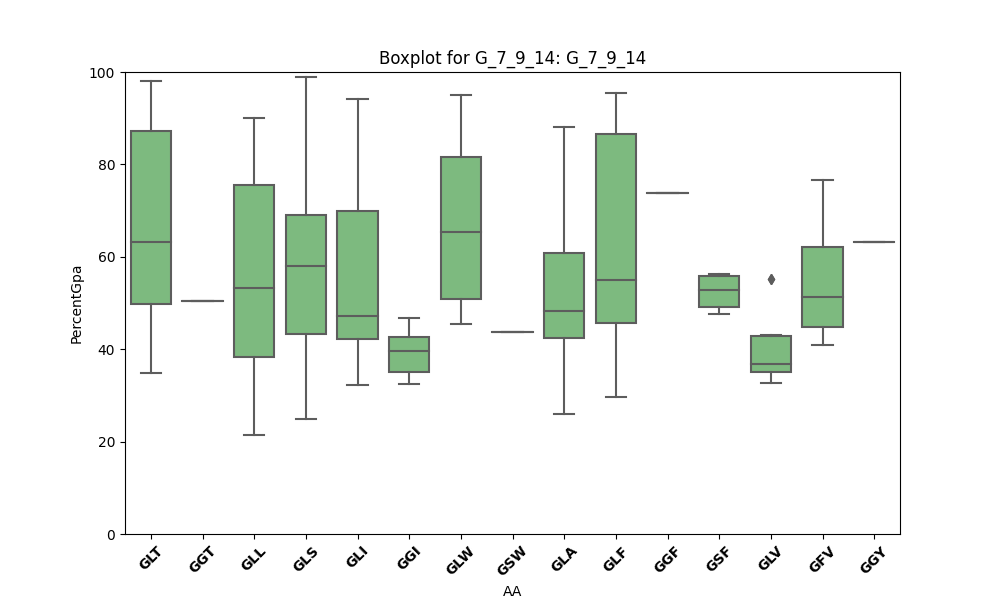 Boxplot for G_7_9_14: G_7_9_14
PercentGpa
100
80
60
40
20
0
GLT GGT GLL GLS GLI GGI GLW GSW GLA GLF GGF GSF GLV GFV GGY
AA